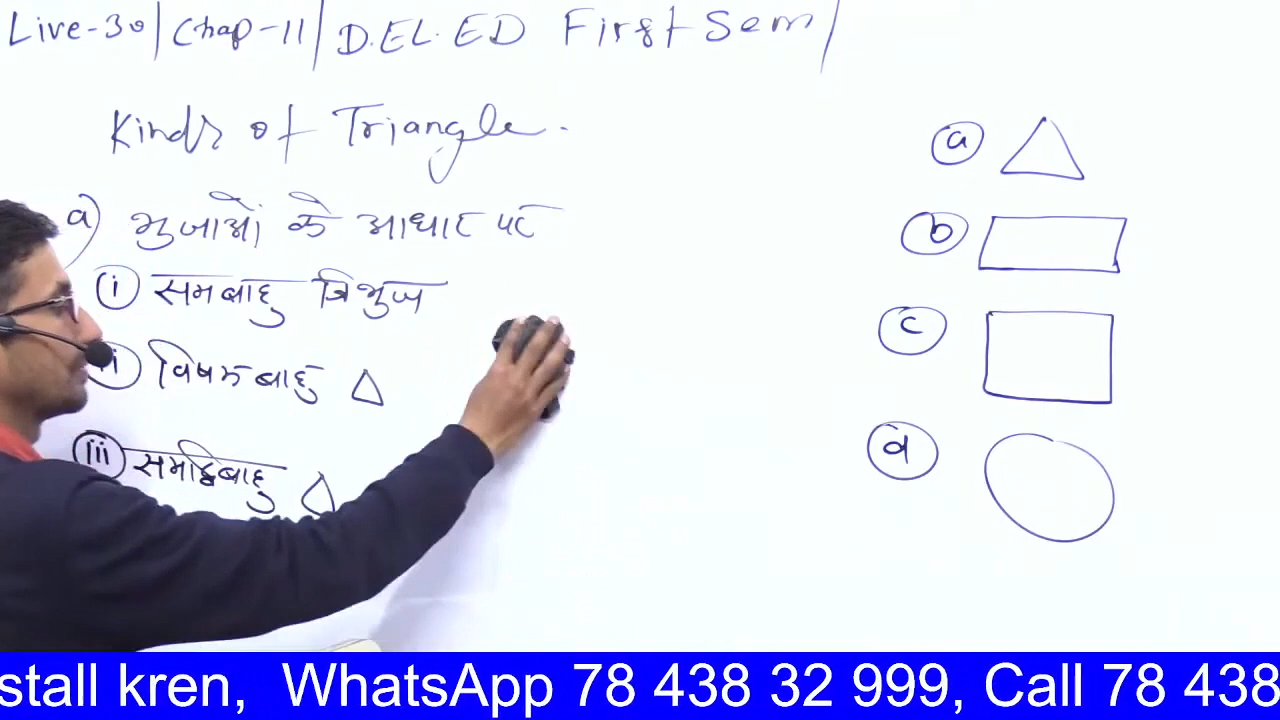 Live-30/Chap-11/D.EL.ED First Sem/
Kinds of Triangle.
a) भुजाओं के आधार पर
(i) समबाहु त्रिभुज
विषमबाहु △
(iii) समद्विबाहु △
(a)
(b)
(c)
(d)
stall kren, WhatsApp 78 438 32 999, Call 78 438